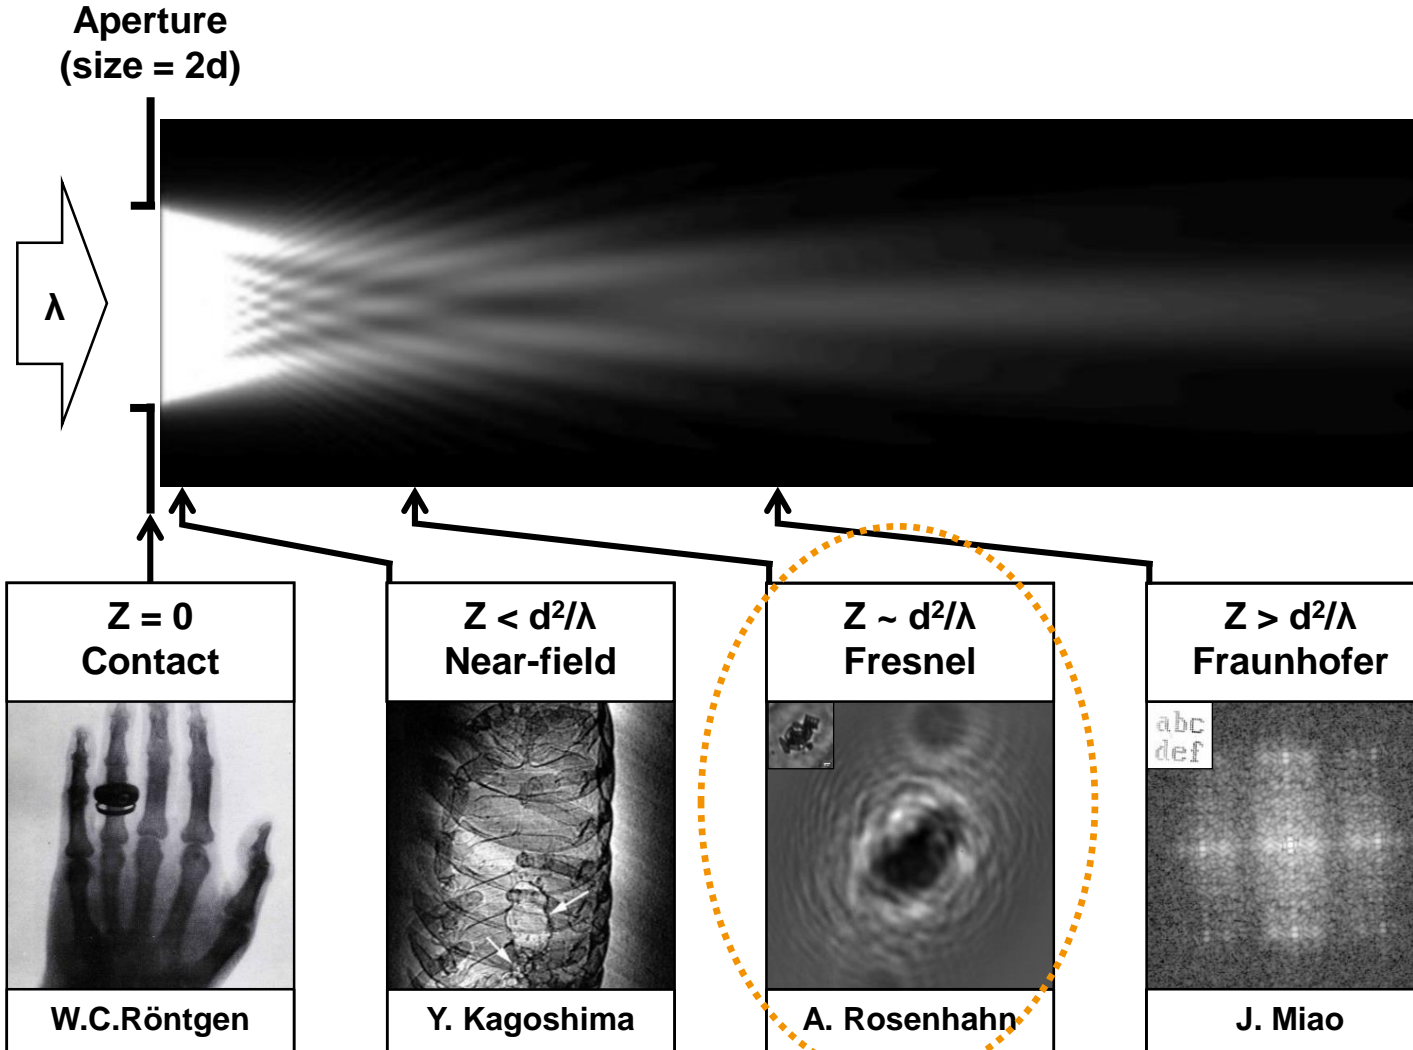 Aperture
(size = 2d)
λ
Z = 0
Contact
Z < d²/λ
Near-field
Z ~ d²/λ
Fresnel
Z > d²/λ
Fraunhofer
abc
def
W.C.Röntgen
Y. Kagoshima
A. Rosenhahn
J. Miao